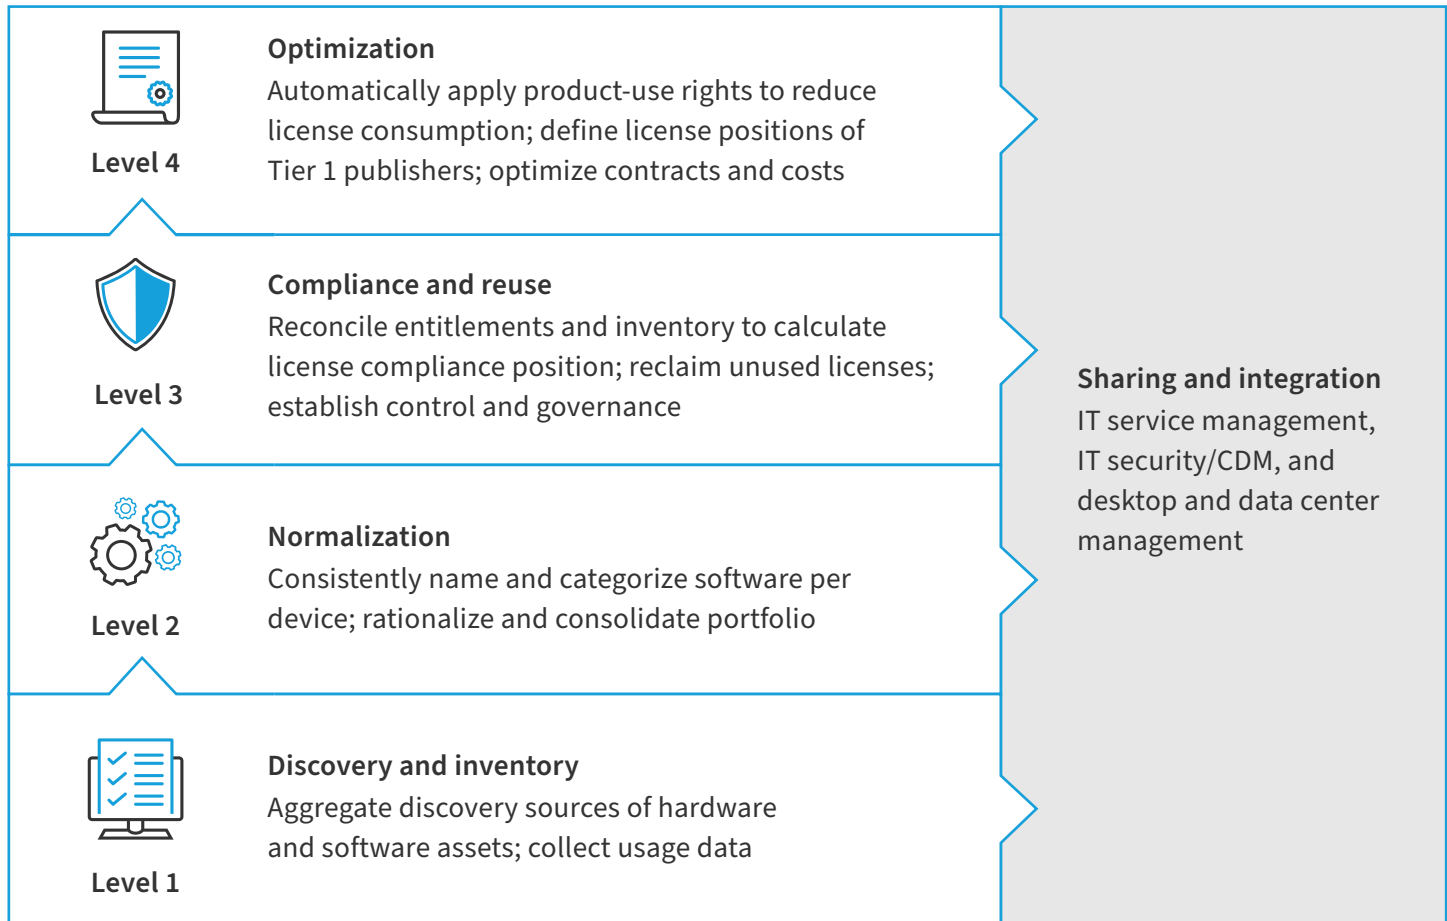 Optimization
Automatically apply product-use rights to reduce
license consumption; define license positions of
Tier 1 publishers; optimize contracts and costs
Level 4
Compliance and reuse
Reconcile entitlements and inventory to calculate
license compliance position; reclaim unused licenses;
establish control and governance
Level 3
Normalization
Consistently name and categorize software per
device; rationalize and consolidate portfolio
Level 2
Discovery and inventory
Aggregate discovery sources of hardware
and software assets; collect usage data
Level 1
Sharing and integration
IT service management,
IT security/CDM, and
desktop and data center
management